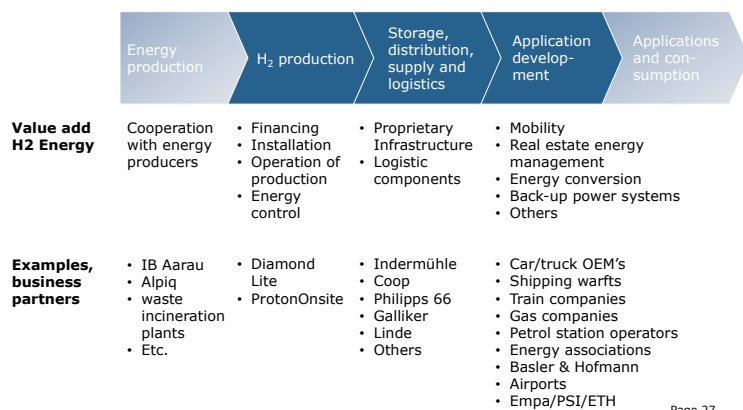 Energy
production
H2 production
Storage,
distribution,
supply and
logistics
Application
develop-
ment
Applications
and con-
sumption
Value add
H2 Energy
Cooperation
with energy
producers
• Financing
• Installation
• Operation of
production
• Energy
control
• Proprietary
Infrastructure
• Logistic
components
• Mobility
• Real estate energy
management
• Energy conversion
• Back-up power systems
• Others
Examples,
business
partners
• IB Aarau
• Alpiq
• waste
incineration
plants
• Etc.
• Diamond
Lite
• ProtonOnsite
• Indermühle
• Coop
• Philipps 66
• Galliker
• Linde
• Others
• Car/truck OEM's
• Shipping warfts
• Train companies
• Gas companies
• Petrol station operators
• Energy associations
• Basler & Hofmann
• Airports
• Empa/PSI/ETH
Page 27